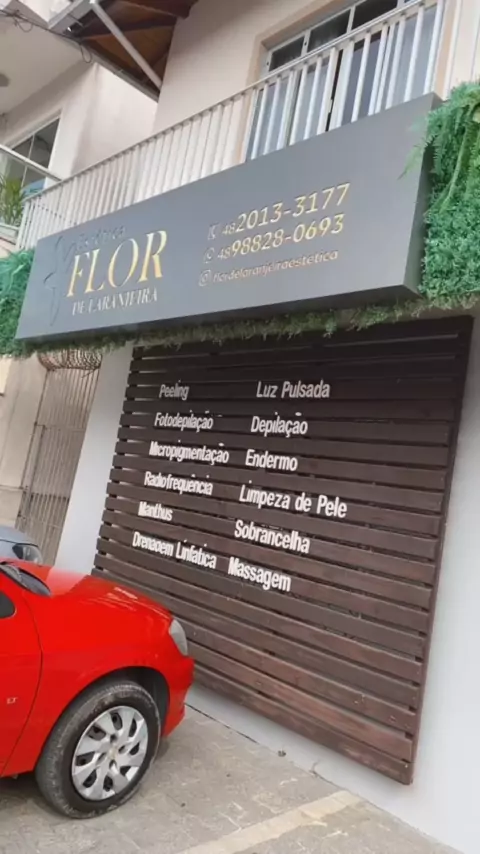 FLOR
DE LARANJEIRA
48 2013-3177
48 98828-0693
flordelaranjeiraestetica
Peeling
Fotodepilação
Micropigmentação
Radiofrequência
Manthus
Drenagem Linfática
Luz Pulsada
Depilação
Endermo
Limpeza de Pele
Sobrancelha
Massagem
LT